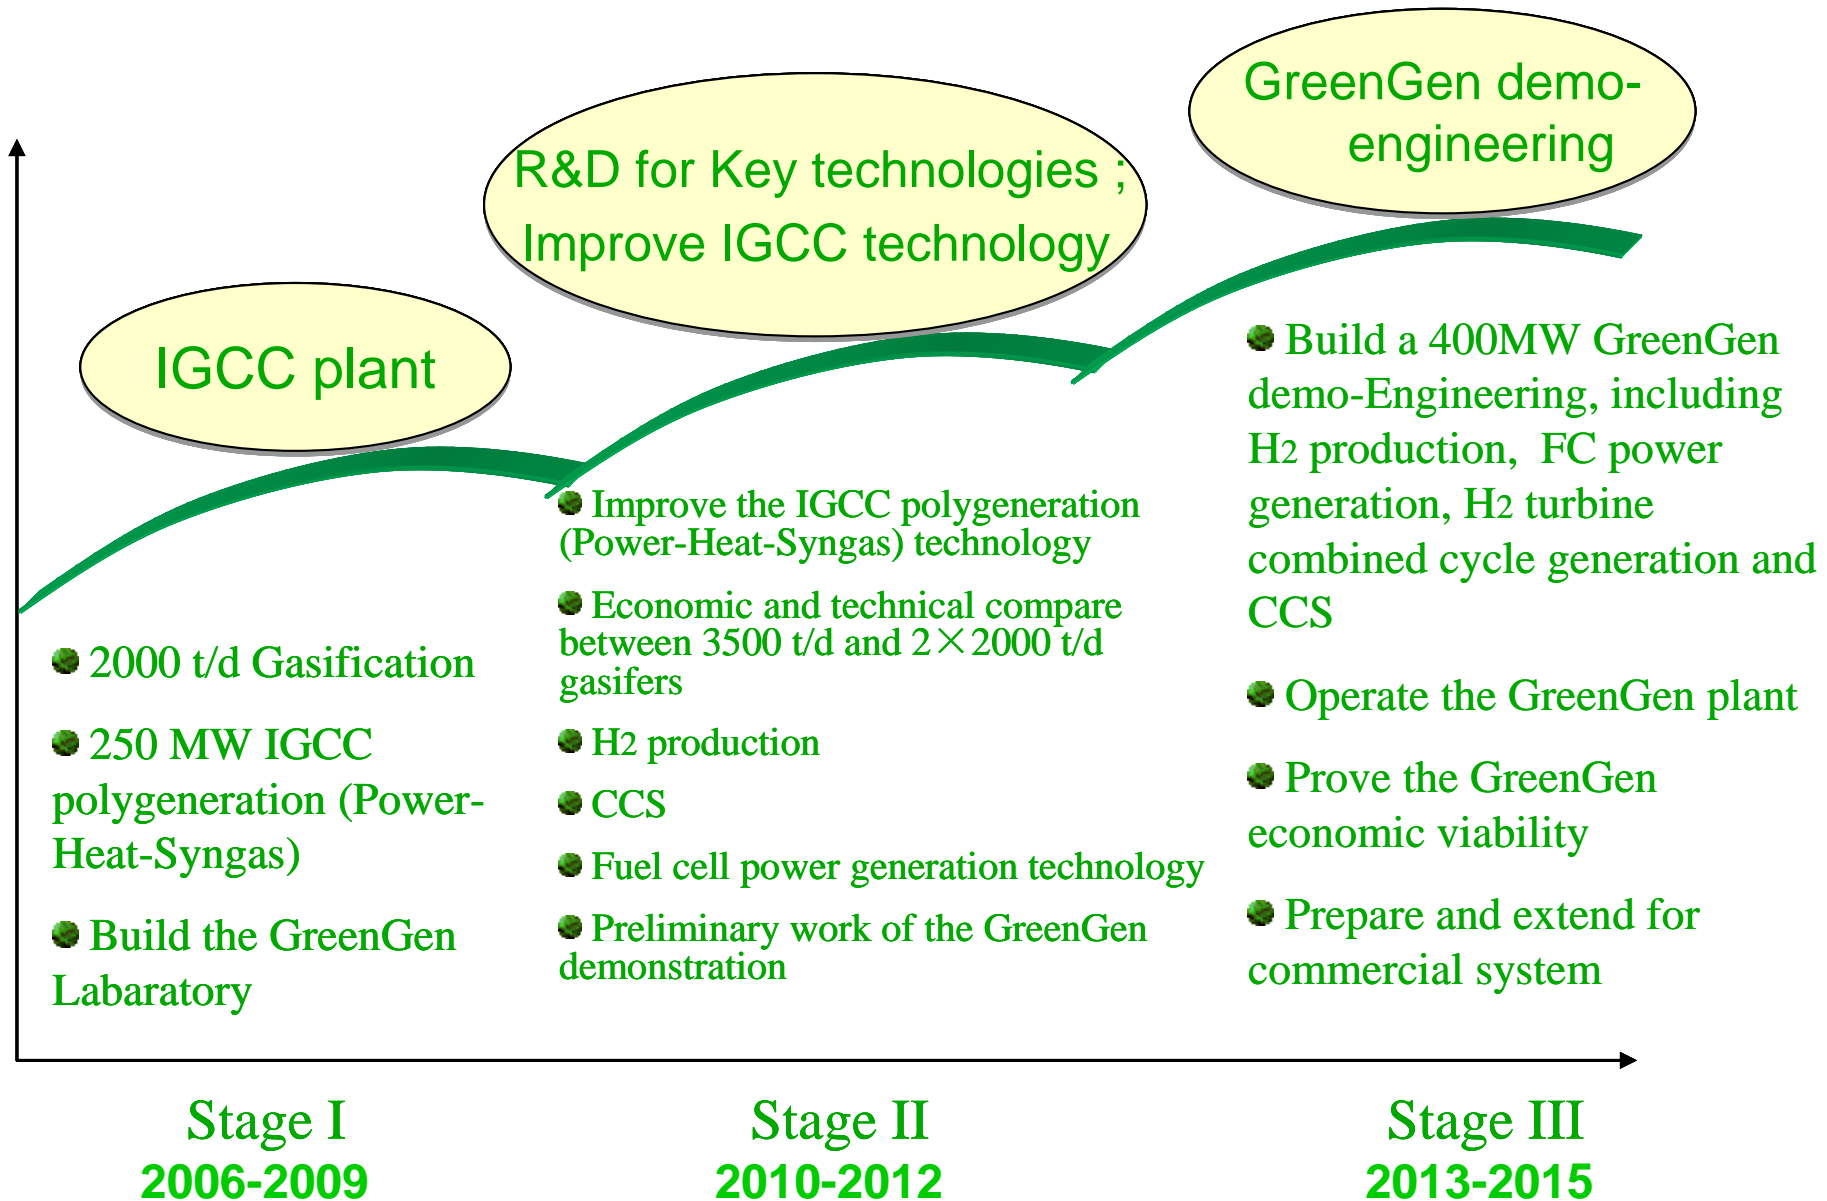 IGCC plant
R&D for Key technologies ;
Improve IGCC technology
GreenGen demo-
engineering
2000 t/d Gasification
250 MW IGCC
polygeneration (Power-
Heat-Syngas)
Build the GreenGen
Labaratory
Improve the IGCC polygeneration
(Power-Heat-Syngas) technology
Economic and technical compare
between 3500 t/d and 2×2000 t/d
gasifers
H2 production
CCS
Fuel cell power generation technology
Preliminary work of the GreenGen
demonstration
Build a 400MW GreenGen
demo-Engineering, including
H2 production,  FC power
generation, H2 turbine
combined cycle generation and
CCS
Operate the GreenGen plant
Prove the GreenGen
economic viability
Prepare and extend for
commercial system
Stage I
2006-2009
Stage II
2010-2012
Stage III
2013-2015